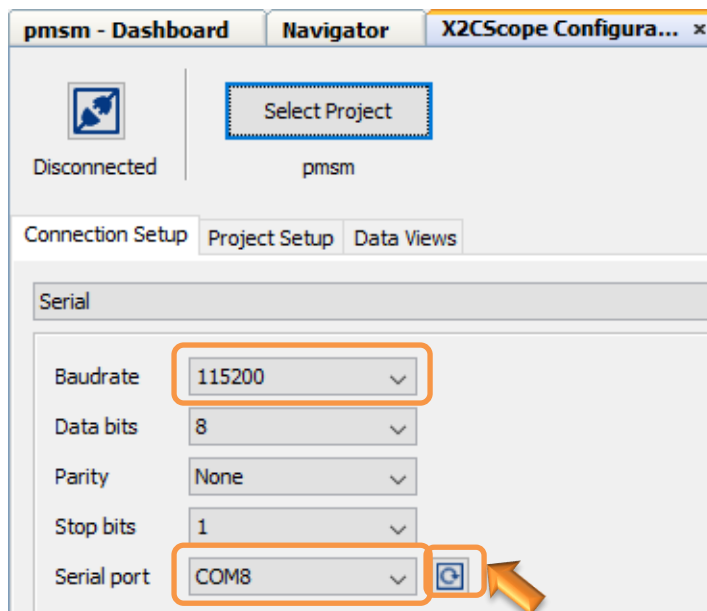 pmsm - Dashboard
Navigator
X2CScope Configura... ×
Select Project
Disconnected
pmsm
Connection Setup
Project Setup
Data Views
Serial
Baudrate 115200
Data bits 8
Parity None
Stop bits 1
Serial port COM8